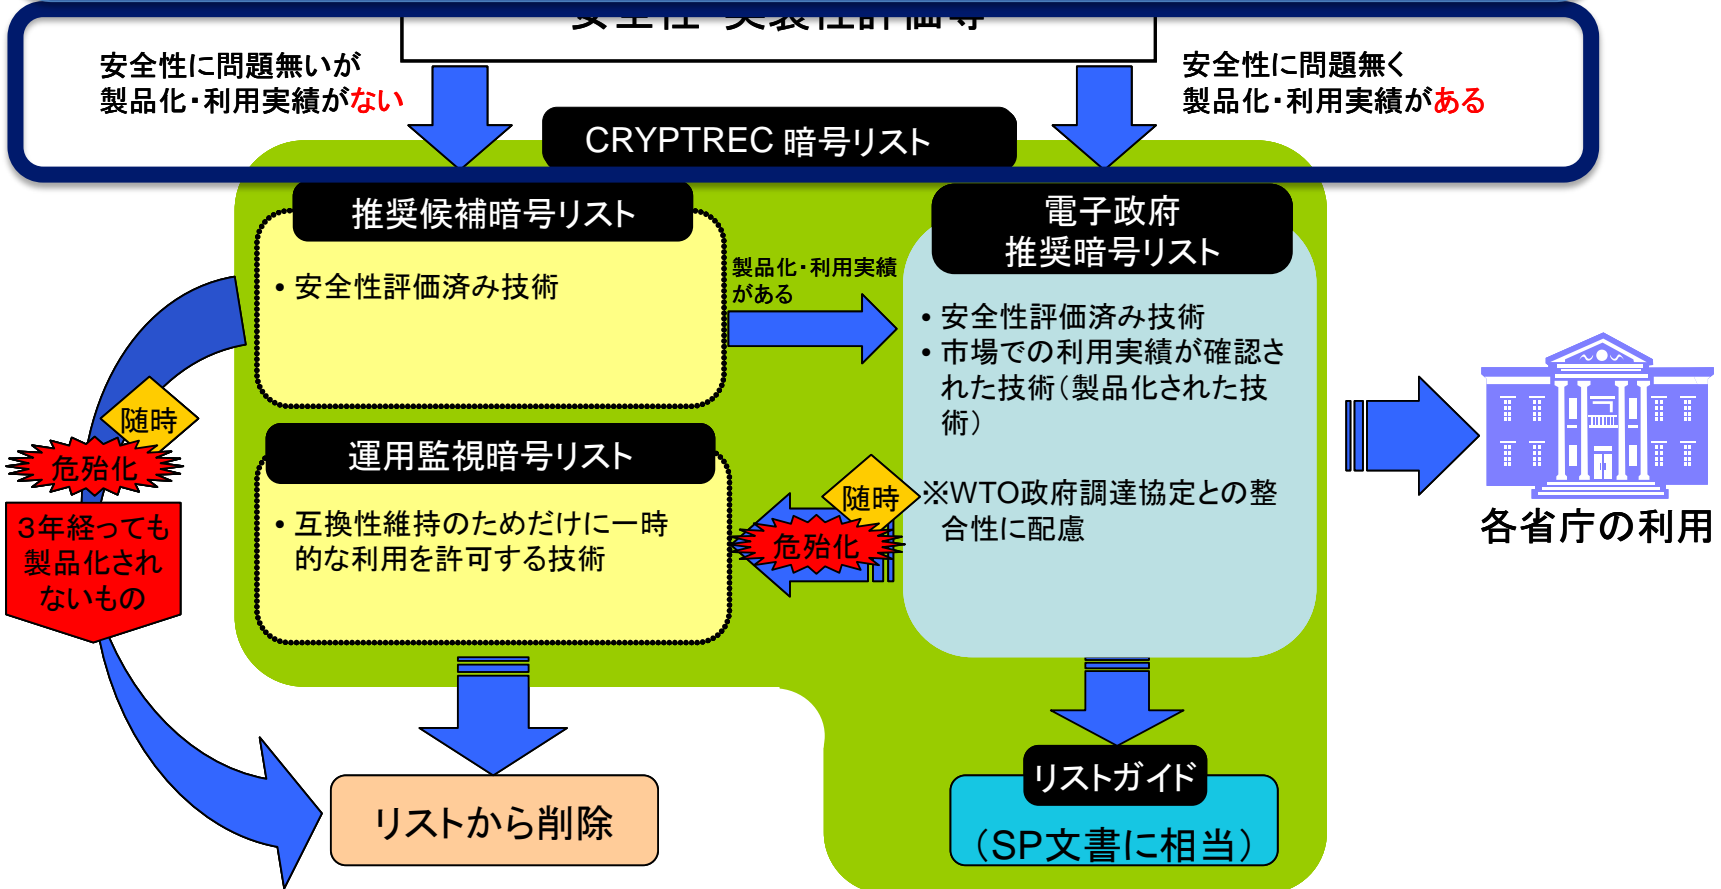 安全性・実装性評価等
安全性に問題無いが
製品化・利用実績がない
安全性に問題無く
製品化・利用実績がある
CRYPTREC 暗号リスト
推奨候補暗号リスト
• 安全性評価済み技術
製品化・利用実績
がある
電子政府
推奨暗号リスト
• 安全性評価済み技術
• 市場での利用実績が確認さ
れた技術（製品化された技
術）
※WTO政府調達協定との整
合性に配慮
随時
危殆化
３年経っても
製品化され
ないもの
運用監視暗号リスト
• 互換性維持のためだけに一時
的な利用を許可する技術
随時
危殆化
各省庁の利用
リストから削除
リストガイド
（SP文書に相当）